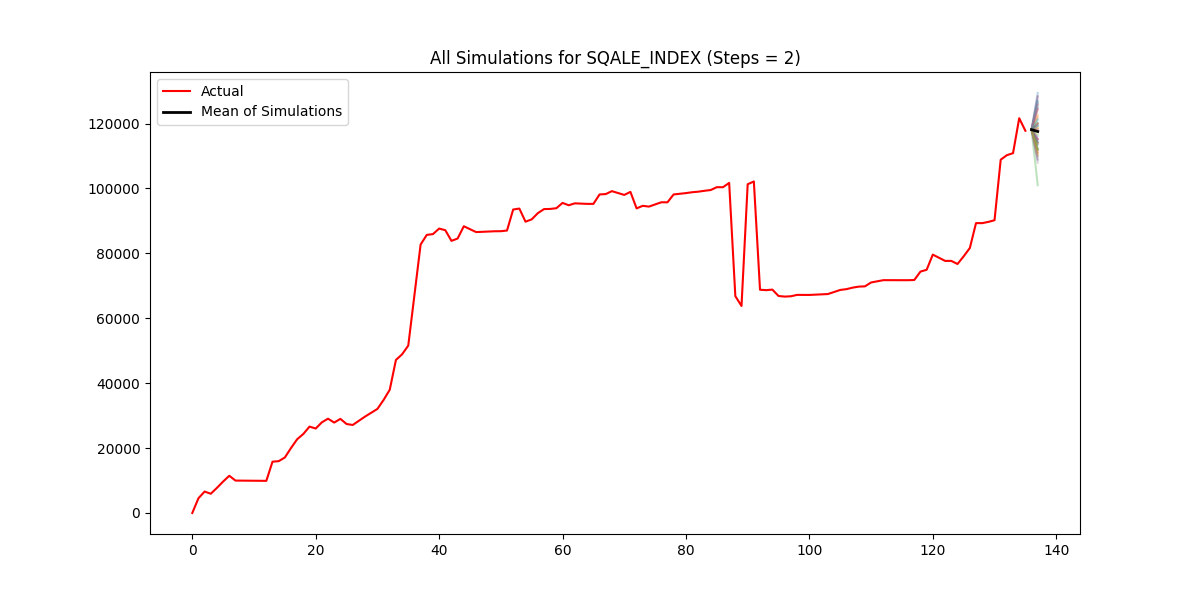 All Simulations for SQALE_INDEX (Steps = 2)
Actual
Mean of Simulations
120000
100000
80000
60000
40000
20000
0
0 20 40 60 80 100 120 140